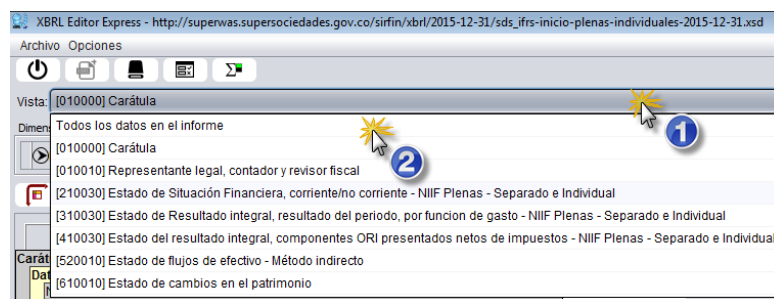 XBRL Editor Express - http://superwas.supersociedades.gov.co/sirfin/xbrl/2015-12-31/sds_ifrs-inicio-plenas-individuales-2015-12-31.xsd
Archivo Opciones
Vista: [010000] Carátula
Dimen
Todos los datos en el informe
1
[010000] Carátula
2
[010010] Representante legal, contador y revisor fiscal
[210030] Estado de Situación Financiera, corriente/no corriente - NIIF Plenas - Separado e Individual
[310030] Estado de Resultado integral, resultado del periodo, por funcion de gasto - NIIF Plenas - Separado e Individual
[410030] Estado del resultado integral, componentes ORI presentados netos de impuestos - NIIF Plenas - Separado e Individual
Carát
[520010] Estado de flujos de efectivo - Método indirecto
Dat
[610010] Estado de cambios en el patrimonio